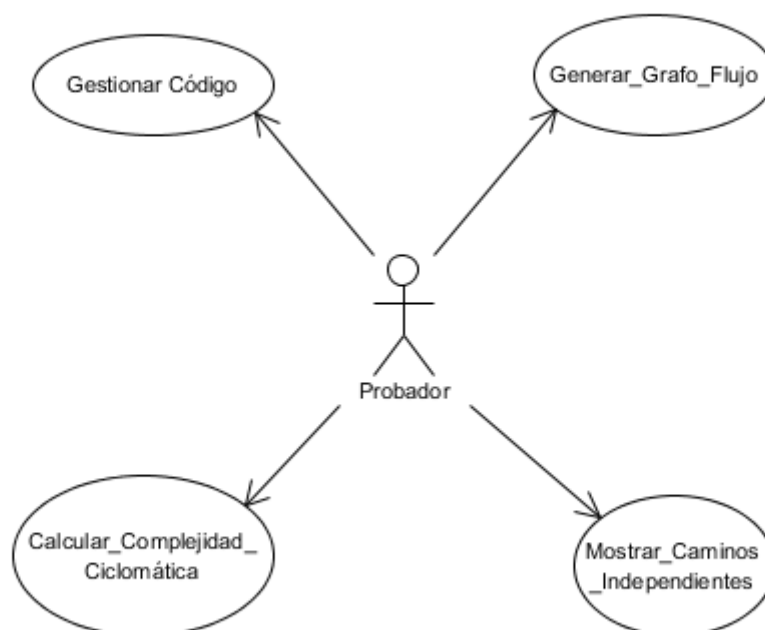 Gestionar Código
Generar_Grafo_Flujo
Probador
Calcular_Complejidad_
Ciclomática
Mostrar_Caminos
_Independientes